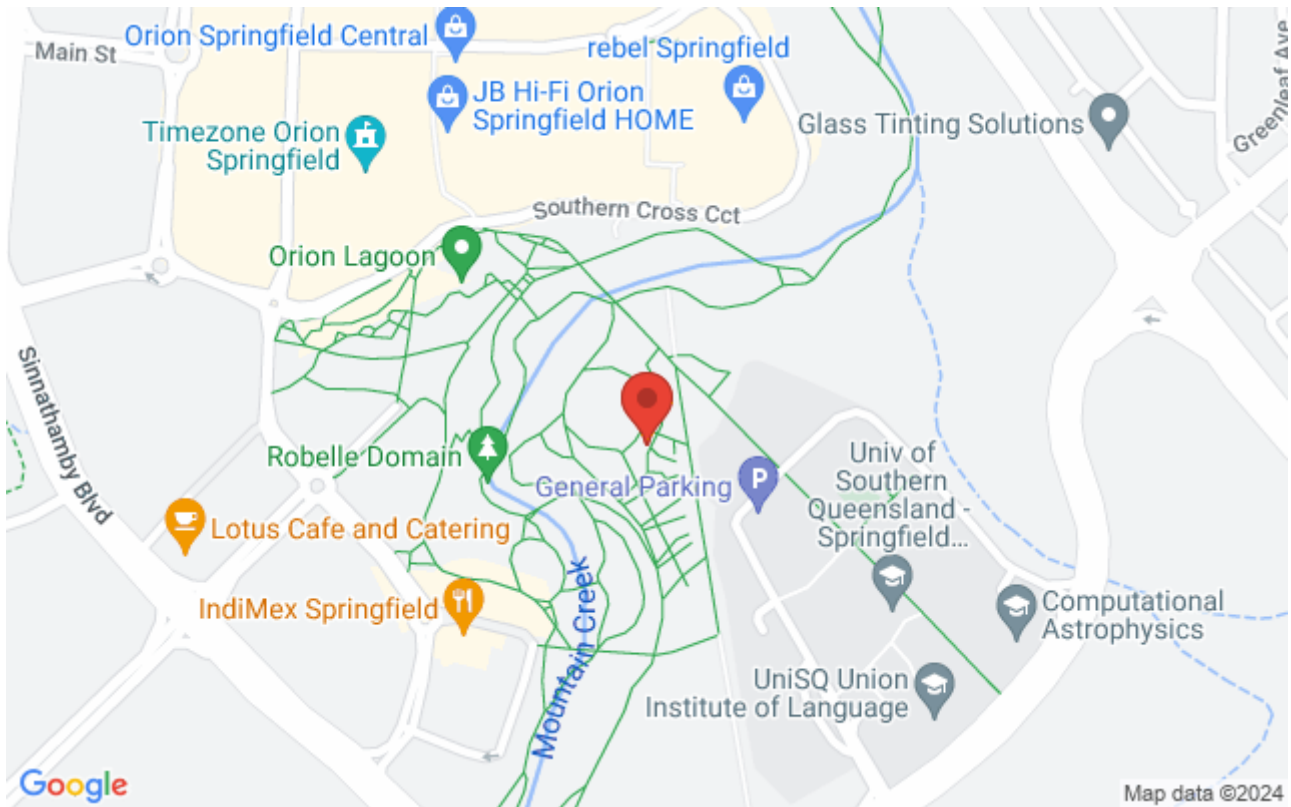 Orion Springfield Central
Main St
rebel Springfield
Greenleaf Ave
JB Hi-Fi Orion
Springfield HOME
Glass Tinting Solutions
Timezone Orion
Springfield
Southern Cross Cct
Orion Lagoon
Sinnathamby Blvd
Robelle Domain
General Parking
P
Univ of
Southern
Queensland -
Springfield...
Lotus Cafe and Catering
IndiMex Springfield
Mountain Creek
Computational
Astrophysics
UniSQ Union
Institute of Language
Google
Map data ©2024